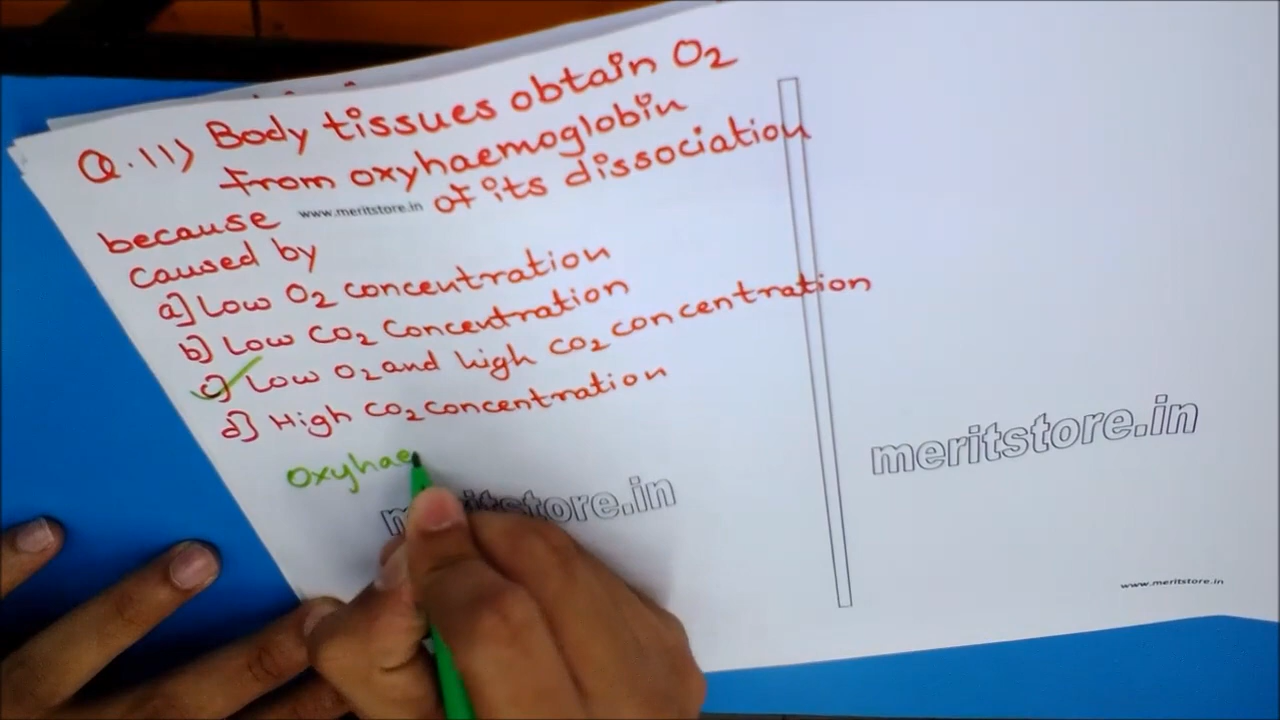 Q.11) Body tissues obtain O2
from oxyhaemoglobin
because www.meritstore.in of its dissociation
caused by
a] Low O2 concentration
b] Low CO2 Concentration
c] Low O2 and high CO2 concentration
d] High CO2 concentration
Oxyhae
meritstore.in
meritstore.in
www.meritstore.in